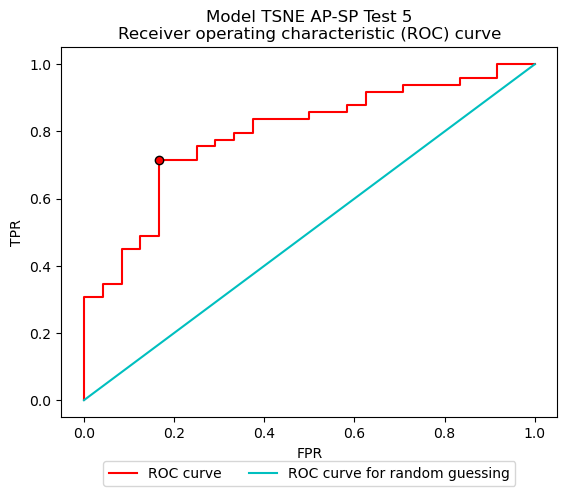 Model TSNE AP-SP Test 5
Receiver operating characteristic (ROC) curve
1.0
0.8
0.6
0.4
0.2
0.0
TPR
0.0 0.2 0.4 0.6 0.8 1.0
FPR
ROC curve ROC curve for random guessing